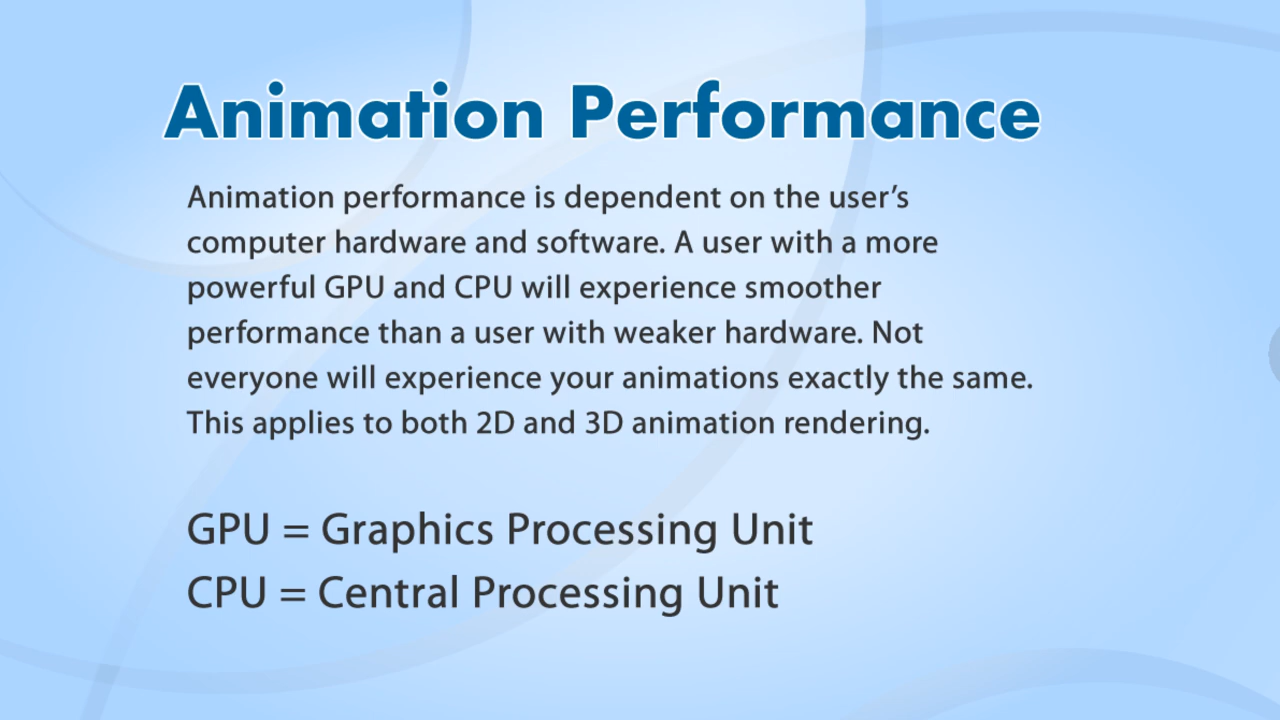 Animation Performance
Animation performance is dependent on the user’s
computer hardware and software. A user with a more
powerful GPU and CPU will experience smoother
performance than a user with weaker hardware. Not
everyone will experience your animations exactly the same.
This applies to both 2D and 3D animation rendering.
GPU = Graphics Processing Unit
CPU = Central Processing Unit